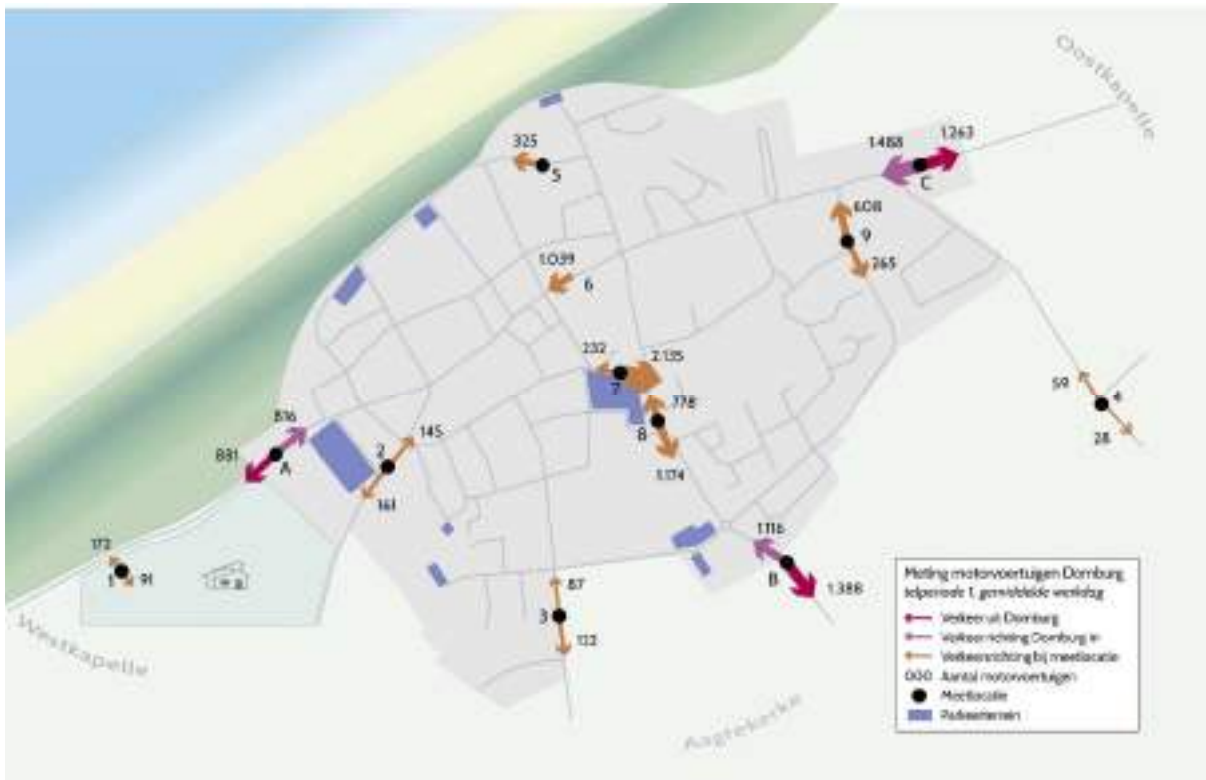 Oostkapelle
325
5
1.488
1.263
C
608
9
265
1.039
6
232
2.135
7
778
8
1.174
59
4
28
816
881
A
2
145
161
172
1
91
1.116
B
1.388
87
3
122
Westkapelle
Aagtekerke
Meting motorvoertuigen Domburg
telperiode 1, gemiddelde werkdag
Verkeer uit Domburg
Verkeer richting Domburg in
Verkeersrichting bij meetlocatie
000 Aantal motorvoertuigen
Meetlocatie
Parkeerterrein